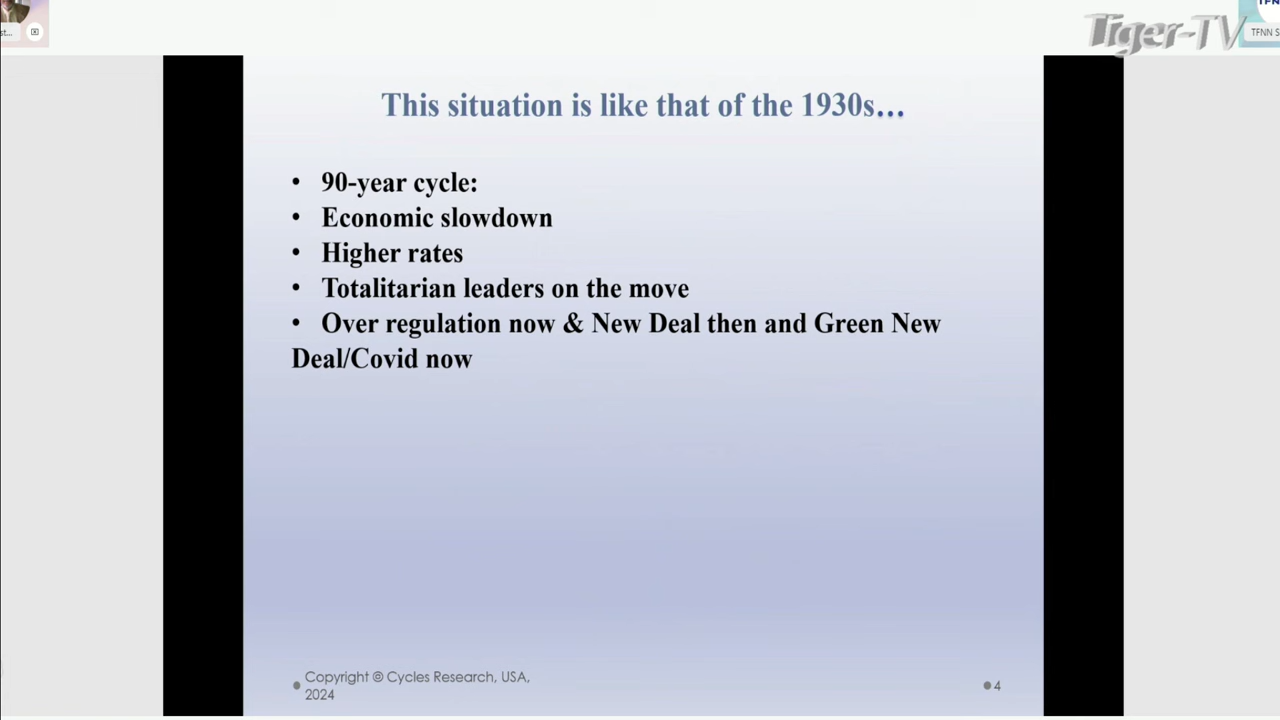 st...
Tiger-TV
TFNN S
This situation is like that of the 1930s...
• 90-year cycle:
• Economic slowdown
• Higher rates
• Totalitarian leaders on the move
• Over regulation now & New Deal then and Green New
Deal/Covid now
Copyright © Cycles Research, USA,
2024
4